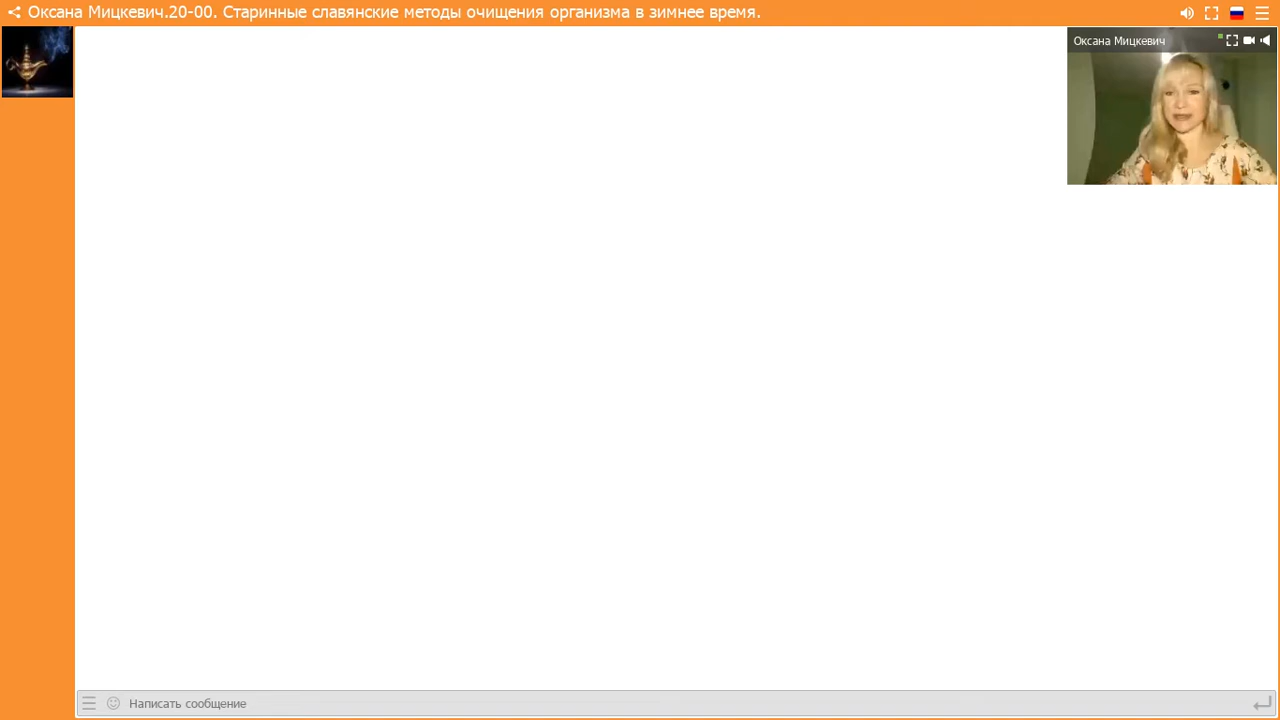 Оксана Мицкевич.20-00. Старинные славянские методы очищения организма в зимнее время.
Оксана Мицкевич
Написать сообщение